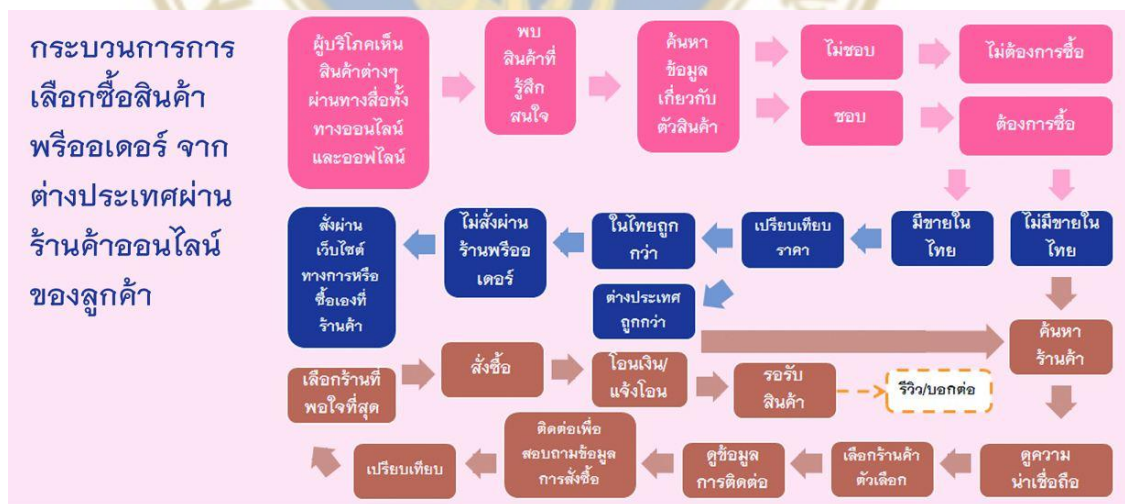 กระบวนการการ
เลือกซื้อสินค้า
พรีออเดอร์ จาก
ต่างประเทศผ่าน
ร้านค้าออนไลน์
ของลูกค้า
ผู้บริโภคเห็น
สินค้าต่างๆ
ผ่านทางสื่อทั้ง
ทางออนไลน์
และออฟไลน์
พบ
สินค้าที่
รู้สึก
สนใจ
ค้นหา
ข้อมูล
เกี่ยวกับ
ตัวสินค้า
ไม่ชอบ
ไม่ต้องการซื้อ
ชอบ
ต้องการซื้อ
มีขายใน
ไทย
ไม่มีขายใน
ไทย
เปรียบเทียบ
ราคา
ในไทยถูก
กว่า
ไม่สั่งผ่าน
ร้านพรีออ
เดอร์
สั่งผ่าน
เว็บไซต์
ทางการหรือ
ซื้อเองที่
ร้านค้า
ต่างประเทศ
ถูกกว่า
ค้นหา
ร้านค้า
ดูความ
น่าเชื่อถือ
เลือกร้านค้า
ตัวเลือก
ดูข้อมูล
การติดต่อ
ติดต่อเพื่อ
สอบถามข้อมูล
การสั่งซื้อ
เปรียบเทียบ
เลือกร้านที่
พอใจที่สุด
สั่งซื้อ
โอนเงิน/
แจ้งโอน
รอรับ
สินค้า
รีวิว/บอกต่อ